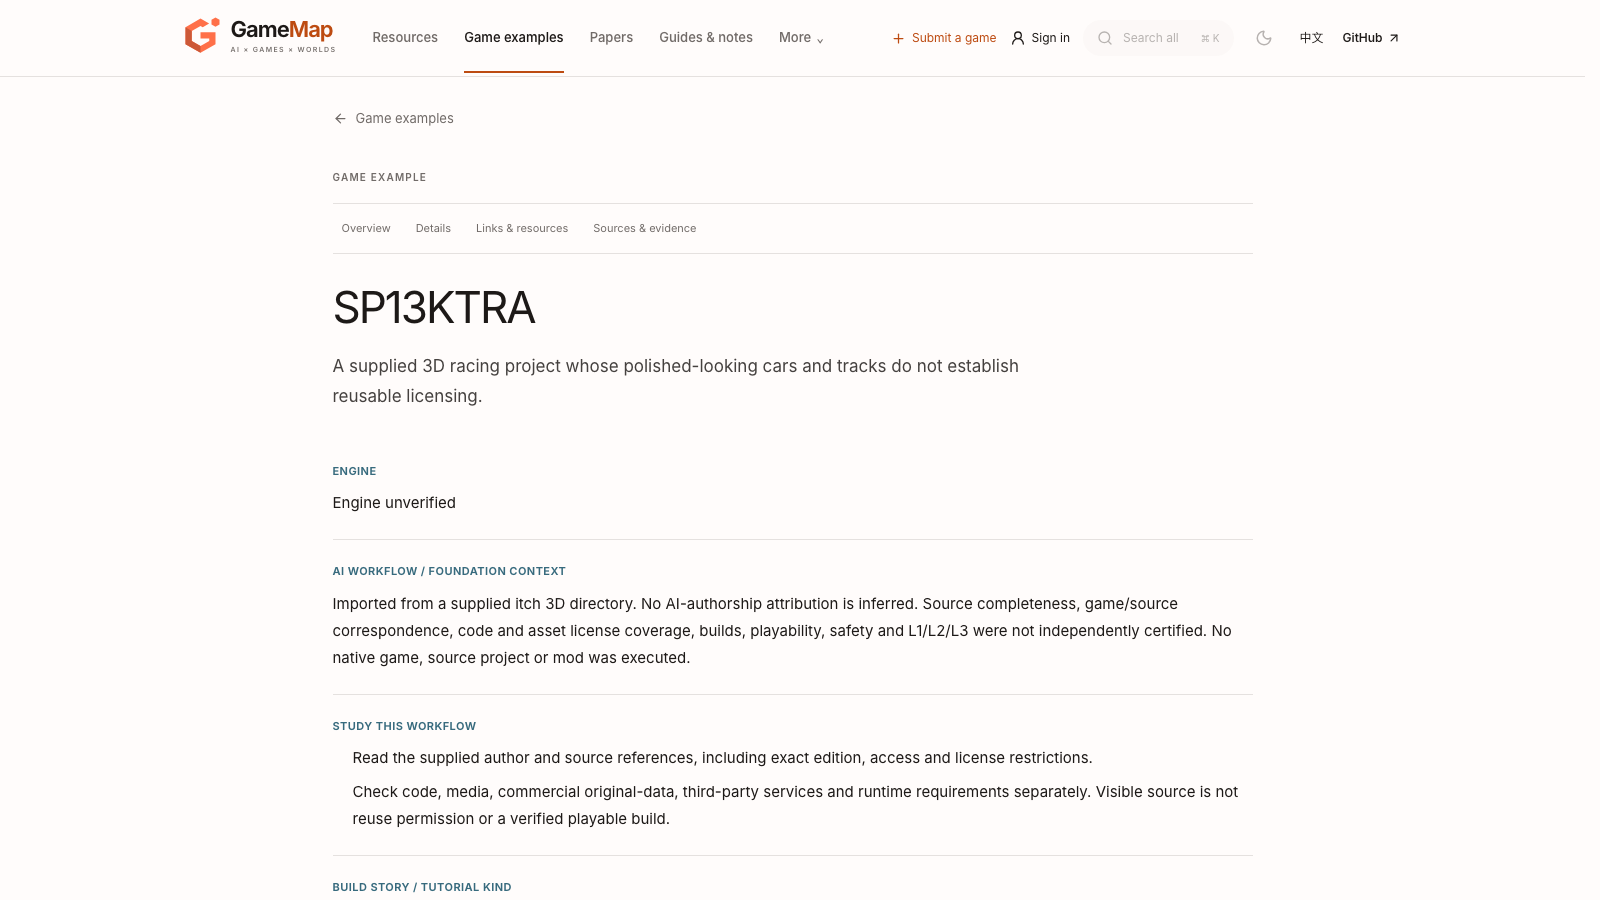 GameMap
AI × GAMES × WORLDS
Resources
Game examples
Papers
Guides & notes
More
Submit a game
Sign in
Search all
⌘ K
中文
GitHub
Game examples
GAME EXAMPLE
Overview
Details
Links & resources
Sources & evidence
SP13KTRA
A supplied 3D racing project whose polished-looking cars and tracks do not establish
reusable licensing.
ENGINE
Engine unverified
AI WORKFLOW / FOUNDATION CONTEXT
Imported from a supplied itch 3D directory. No AI-authorship attribution is inferred. Source completeness, game/source
correspondence, code and asset license coverage, builds, playability, safety and L1/L2/L3 were not independently certified. No
native game, source project or mod was executed.
STUDY THIS WORKFLOW
Read the supplied author and source references, including exact edition, access and license restrictions.
Check code, media, commercial original-data, third-party services and runtime requirements separately. Visible source is not
reuse permission or a verified playable build.
BUILD STORY / TUTORIAL KIND